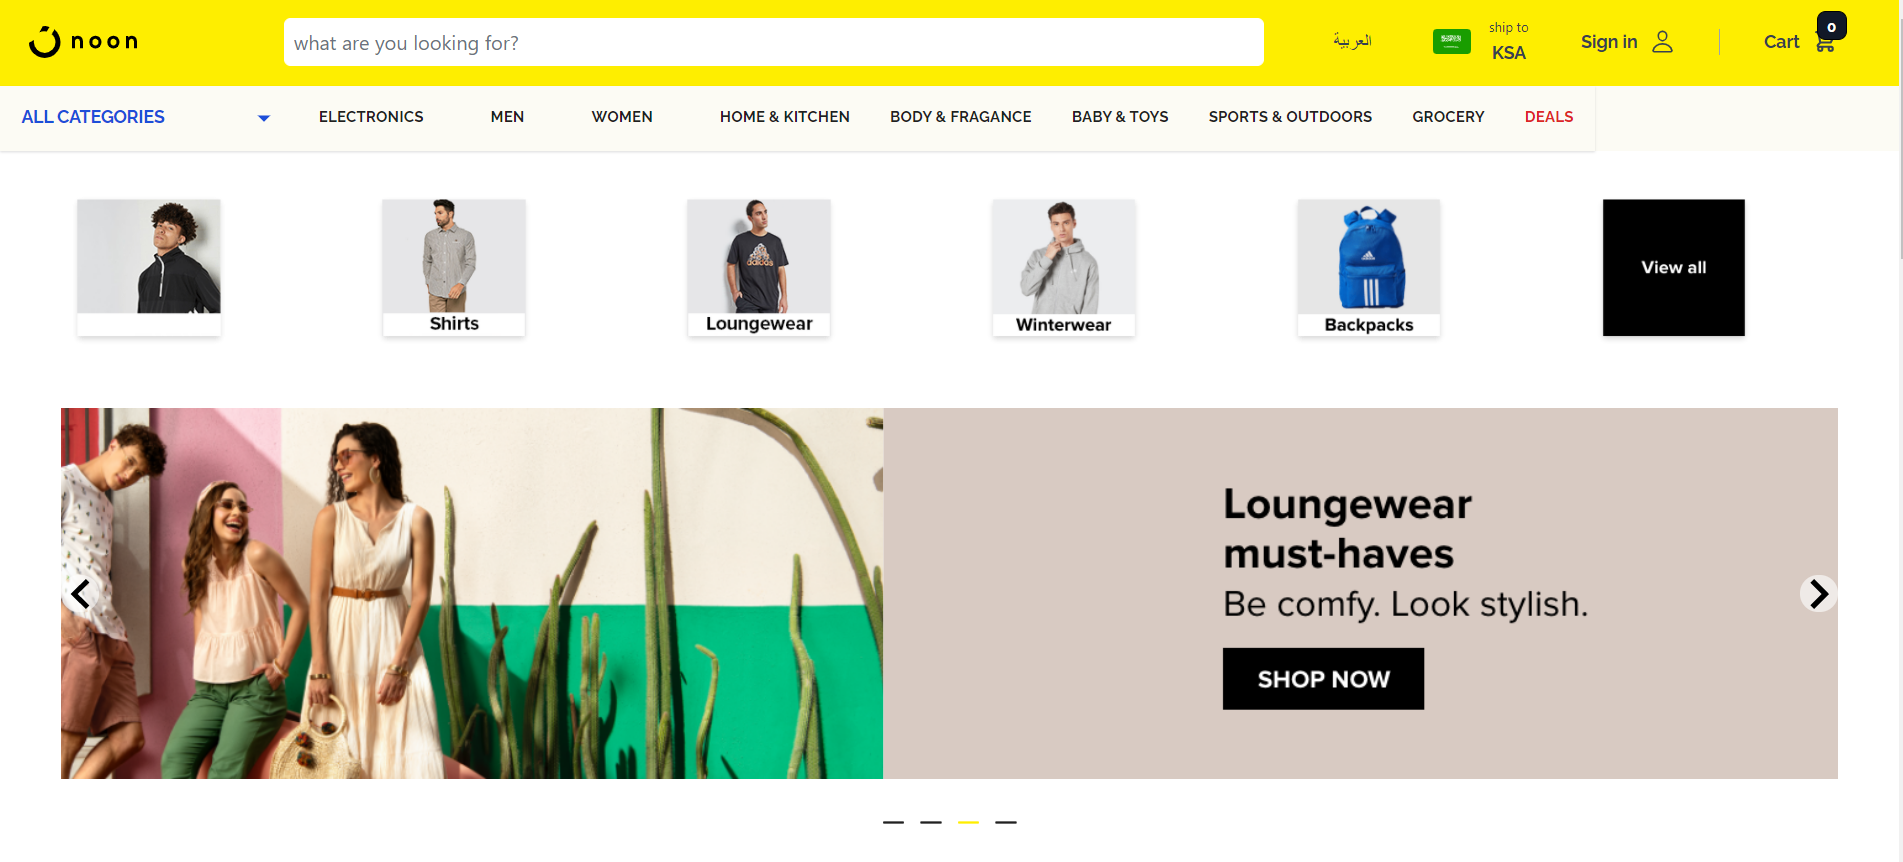 noon
what are you looking for?
العربية
ship to
KSA
Sign in
Cart
0
ALL CATEGORIES
ELECTRONICS
MEN
WOMEN
HOME & KITCHEN
BODY & FRAGANCE
BABY & TOYS
SPORTS & OUTDOORS
GROCERY
DEALS
Shirts
adidas
Loungewear
Winterwear
adidas
Backpacks
View all
Loungewear
must-haves
Be comfy. Look stylish.
SHOP NOW